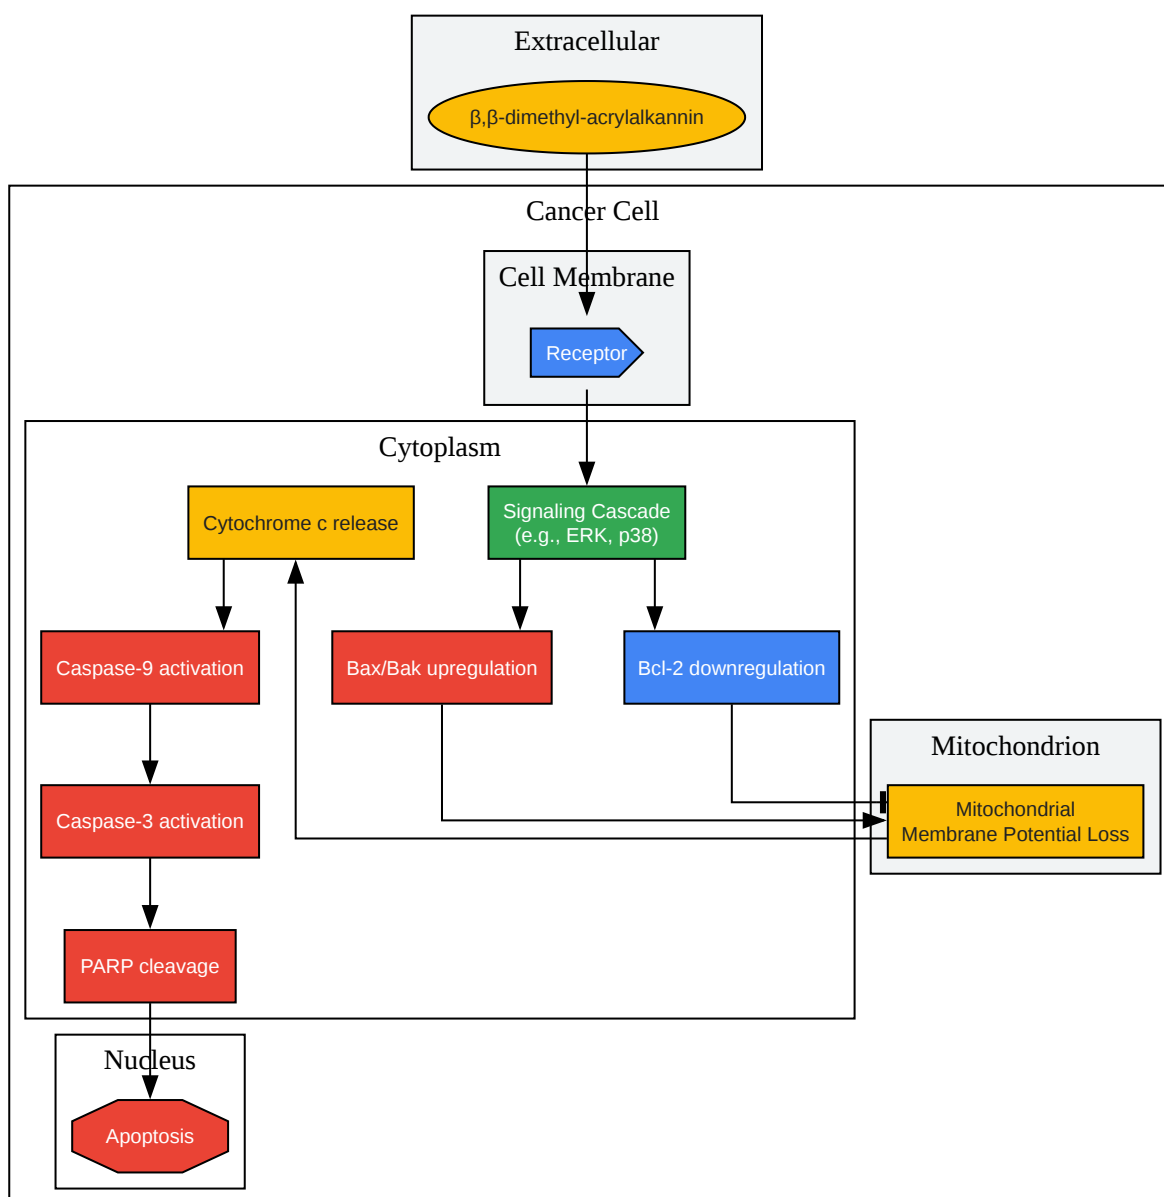 Extracellular
β,β-dimethyl-acrylalkannin
Cancer Cell
Cell Membrane
Receptor
Cytoplasm
Cytochrome c release
Signaling Cascade
(e.g., ERK, p38)
Caspase-9 activation
Bax/Bak upregulation
Bcl-2 downregulation
Mitochondrion
Mitochondrial
Membrane Potential Loss
Caspase-3 activation
PARP cleavage
Nucleus
Apoptosis